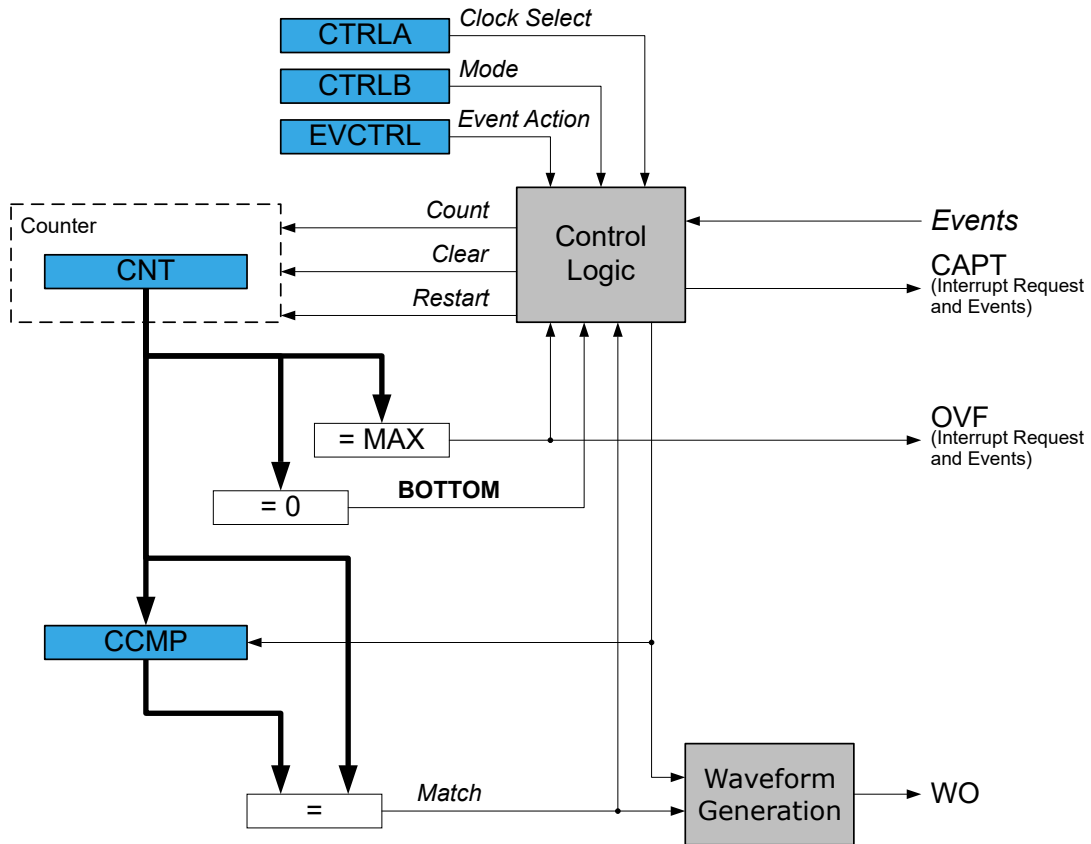 CTRLA
Clock Select
CTRLB
Mode
EVCTRL
Event Action
Counter
CNT
Count
Clear
Restart
Control
Logic
Events
CAPT
(Interrupt Request
and Events)
= MAX
OVF
(Interrupt Request
and Events)
= 0
BOTTOM
CCMP
=
Match
Waveform
Generation
WO